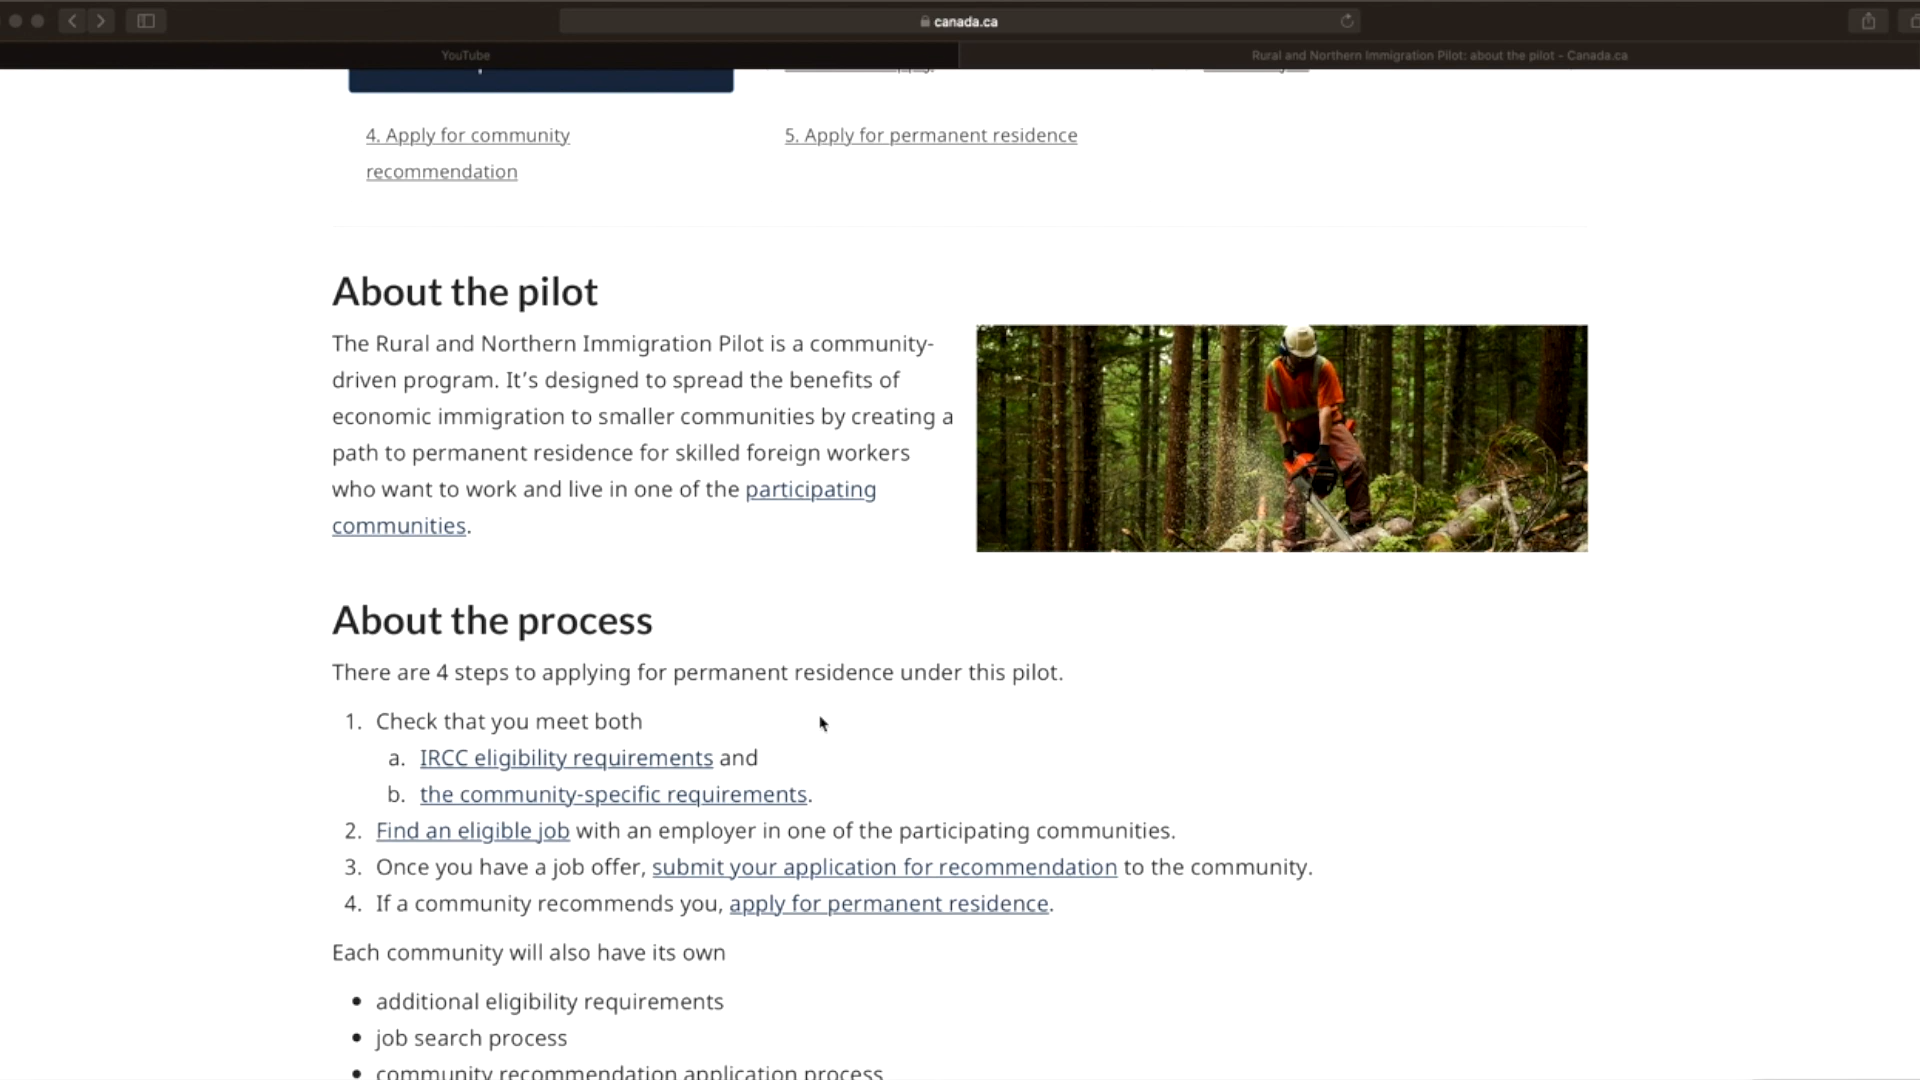 canada.ca
YouTube
Rural and Northern Immigration Pilot: about the pilot – Canada.ca
4. Apply for community
recommendation
5. Apply for permanent residence
About the pilot
The Rural and Northern Immigration Pilot is a community-
driven program. It’s designed to spread the benefits of
economic immigration to smaller communities by creating a
path to permanent residence for skilled foreign workers
who want to work and live in one of the participating
communities.
About the process
There are 4 steps to applying for permanent residence under this pilot.
1. Check that you meet both
a. IRCC eligibility requirements and
b. the community-specific requirements.
2. Find an eligible job with an employer in one of the participating communities.
3. Once you have a job offer, submit your application for recommendation to the community.
4. If a community recommends you, apply for permanent residence.
Each community will also have its own
• additional eligibility requirements
• job search process
• community recommendation application process